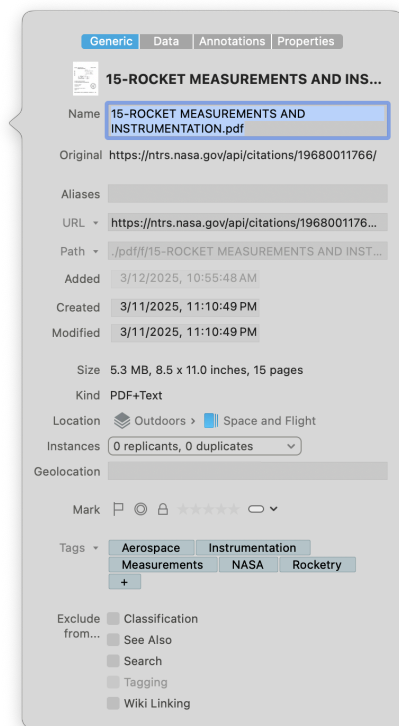 Generic Data Annotations Properties
15-ROCKET MEASUREMENTS AND INS...
Name 15-ROCKET MEASUREMENTS AND
INSTRUMENTATION.pdf
Original https://ntrs.nasa.gov/api/citations/19680011766/
Aliases
URL https://ntrs.nasa.gov/api/citations/1968001176...
Path ./pdf/f/15-ROCKET MEASUREMENTS AND INST...
Added 3/12/2025, 10:55:48 AM
Created 3/11/2025, 11:10:49 PM
Modified 3/11/2025, 11:10:49 PM
Size 5.3 MB, 8.5 x 11.0 inches, 15 pages
Kind PDF+Text
Location Outdoors › Space and Flight
Instances 0 replicants, 0 duplicates
Geolocation
Mark
Tags Aerospace Instrumentation
Measurements NASA Rocketry
+
Exclude Classification
from... See Also
Search
Tagging
Wiki Linking